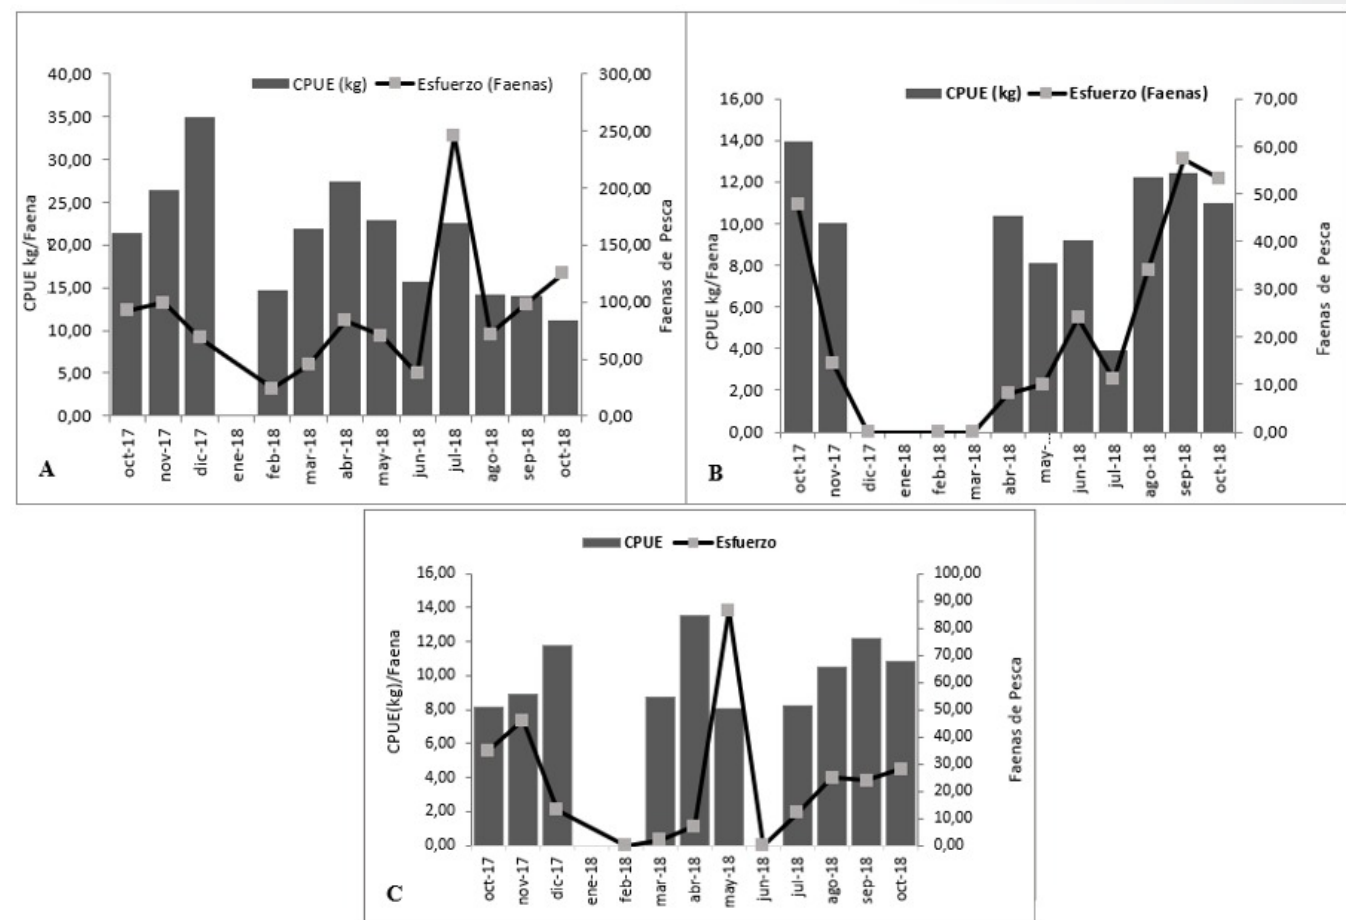 CPUE (kg) Esfuerzo (Faenas)
40,00
35,00
30,00
25,00
20,00
15,00
10,00
5,00
0,00
CPUE kg/Faena
300,00
250,00
200,00
150,00
100,00
50,00
0,00
Faenas de Pesca
oct-17
nov-17
dic-17
ene-18
feb-18
mar-18
abr-18
may-18
jun-18
jul-18
ago-18
sep-18
oct-18
A
CPUE (kg) Esfuerzo (Faenas)
16,00
14,00
12,00
10,00
8,00
6,00
4,00
2,00
0,00
CPUE kg/Faena
70,00
60,00
50,00
40,00
30,00
20,00
10,00
0,00
Faenas de Pesca
oct-17
nov-17
dic-17
ene-18
feb-18
mar-18
abr-18
may-...
jun-18
jul-18
ago-18
sep-18
oct-18
B
CPUE Esfuerzo
16,00
14,00
12,00
10,00
8,00
6,00
4,00
2,00
0,00
CPUE(kg)/Faena
100,00
90,00
80,00
70,00
60,00
50,00
40,00
30,00
20,00
10,00
0,00
Faenas de Pesca
oct-17
nov-17
dic-17
ene-18
feb-18
mar-18
abr-18
may-18
jun-18
jul-18
ago-18
sep-18
oct-18
C